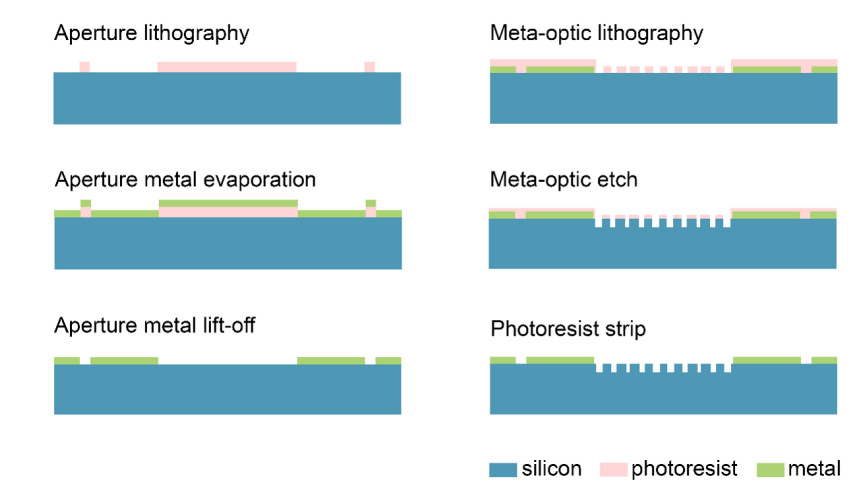 Aperture lithography
Aperture metal evaporation
Aperture metal lift-off
Meta-optic lithography
Meta-optic etch
Photoresist strip
silicon photoresist metal